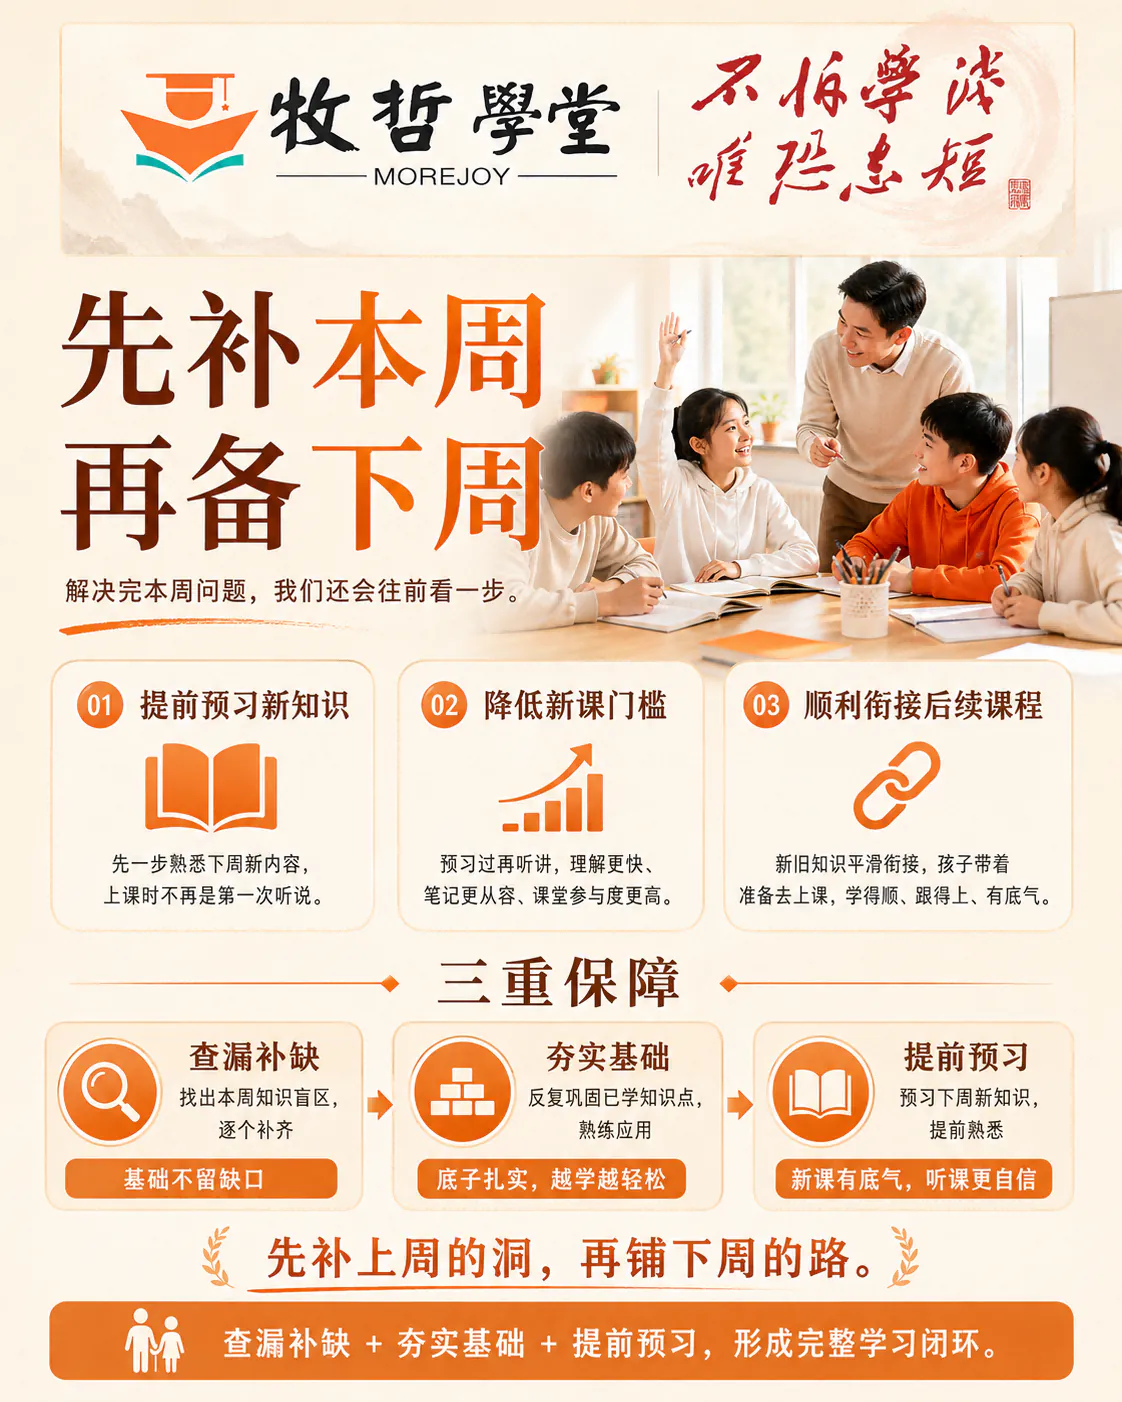 牧哲學堂
MOREJOY
不怕學淺
唯恐志短
先补本周
再备下周
解决完本周问题，我们还会往前看一步。
01 提前预习新知识
先一步熟悉下周新内容，
上课时不再是第一次听说。
02 降低新课门槛
预习过再听讲，理解更快、
笔记更从容、课堂参与度更高。
03 顺利衔接后续课程
新旧知识平滑衔接，孩子带着
准备去上课，学得顺、跟得上、有底气。
三重保障
查漏补缺
找出本周知识盲区，
逐个补齐
基础不留缺口
夯实基础
反复巩固已学知识点，
熟练应用
底子扎实，越学越轻松
提前预习
预习下周新知识，
提前熟悉
新课有底气，听课更自信
先补上周的洞，再铺下周的路。
查漏补缺 + 夯实基础 + 提前预习，形成完整学习闭环。